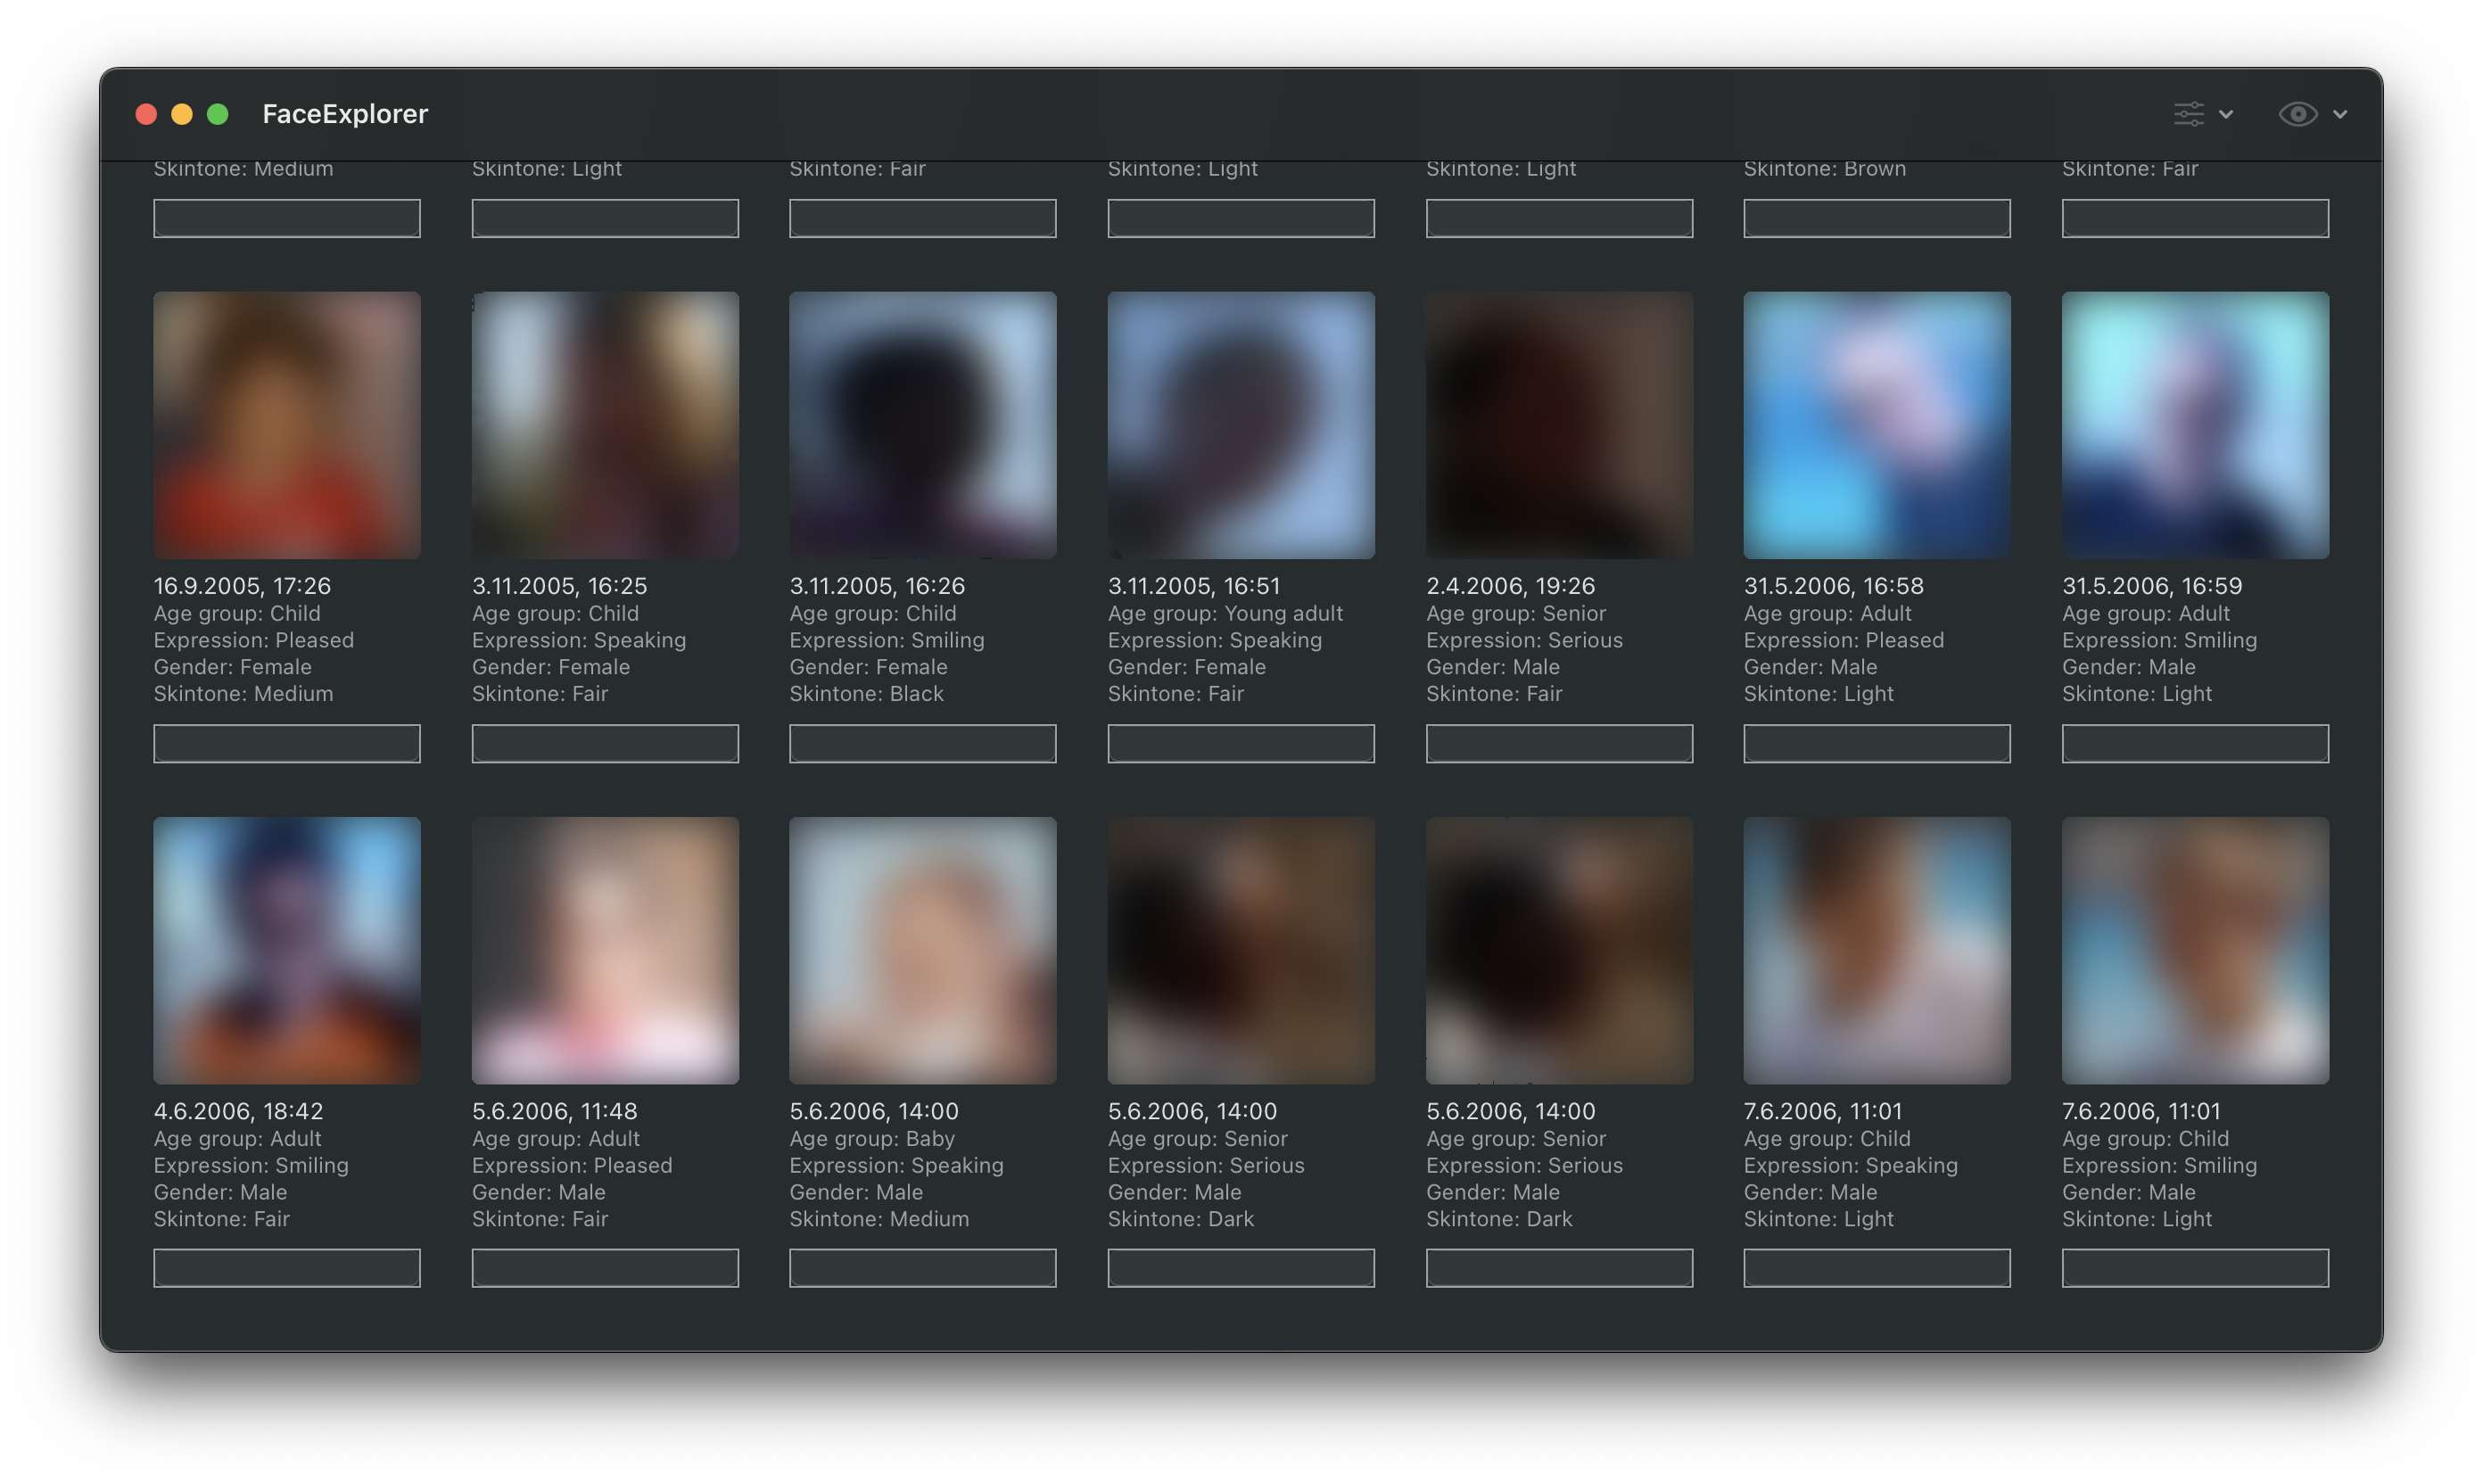 FaceExplorer
Skintone: Medium
Skintone: Light
Skintone: Fair
Skintone: Light
Skintone: Light
Skintone: Brown
Skintone: Fair
16.9.2005, 17:26
Age group: Child
Expression: Pleased
Gender: Female
Skintone: Medium
3.11.2005, 16:25
Age group: Child
Expression: Speaking
Gender: Female
Skintone: Fair
3.11.2005, 16:26
Age group: Child
Expression: Smiling
Gender: Female
Skintone: Black
3.11.2005, 16:51
Age group: Young adult
Expression: Speaking
Gender: Female
Skintone: Fair
2.4.2006, 19:26
Age group: Senior
Expression: Serious
Gender: Male
Skintone: Fair
31.5.2006, 16:58
Age group: Adult
Expression: Pleased
Gender: Male
Skintone: Light
31.5.2006, 16:59
Age group: Adult
Expression: Smiling
Gender: Male
Skintone: Light
4.6.2006, 18:42
Age group: Adult
Expression: Smiling
Gender: Male
Skintone: Fair
5.6.2006, 11:48
Age group: Adult
Expression: Pleased
Gender: Male
Skintone: Fair
5.6.2006, 14:00
Age group: Baby
Expression: Speaking
Gender: Male
Skintone: Medium
5.6.2006, 14:00
Age group: Senior
Expression: Serious
Gender: Male
Skintone: Dark
5.6.2006, 14:00
Age group: Senior
Expression: Serious
Gender: Male
Skintone: Dark
7.6.2006, 11:01
Age group: Child
Expression: Speaking
Gender: Male
Skintone: Light
7.6.2006, 11:01
Age group: Child
Expression: Smiling
Gender: Male
Skintone: Light